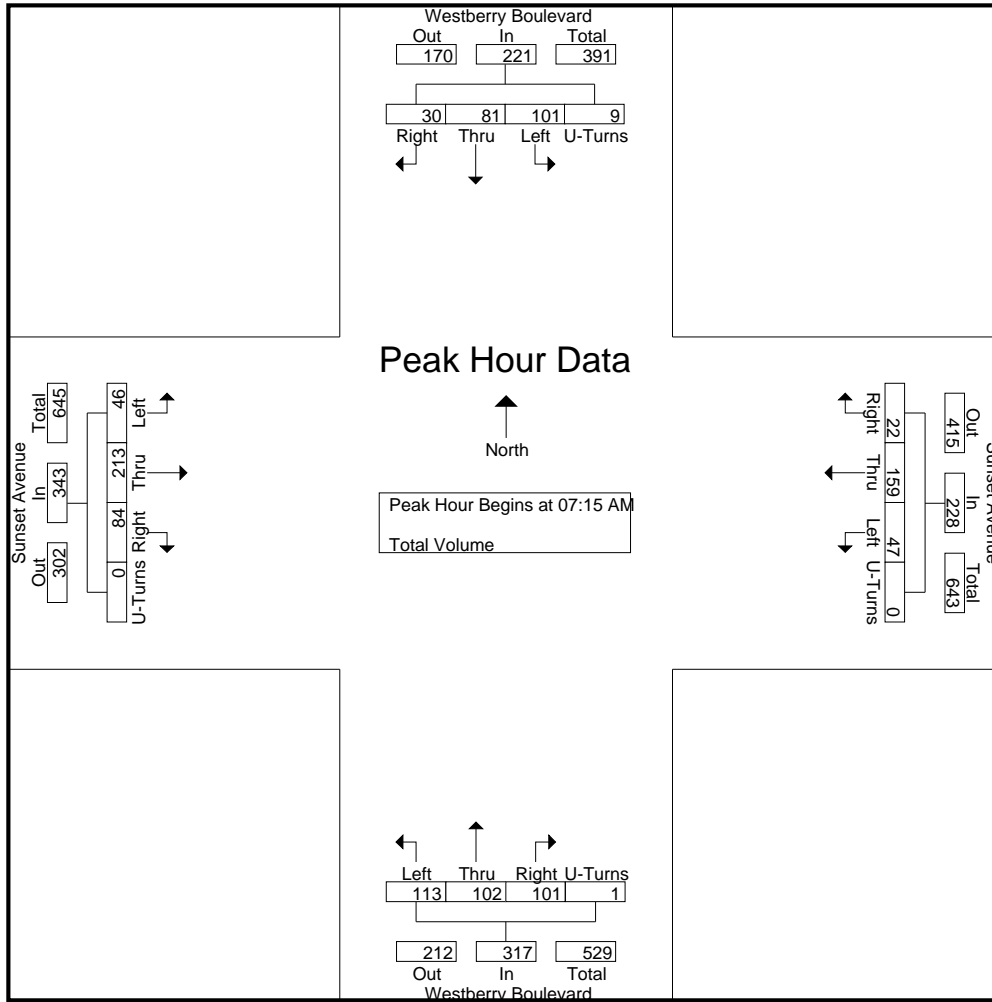 Westberry Boulevard
Out In Total
170 221 391
30 81 101 9
Right Thru Left U-Turns
Peak Hour Data
North
Peak Hour Begins at 07:15 AM
Total Volume
Sunset Avenue
Total In Out
645 343 302
46 213 84 0
Left Thru Right U-Turns
Sunset Avenue
Out In Total
415 228 643
22 159 47 0
Right Thru Left U-Turns
Left Thru Right U-Turns
113 102 101 1
212 317 529
Out In Total
Westberry Boulevard